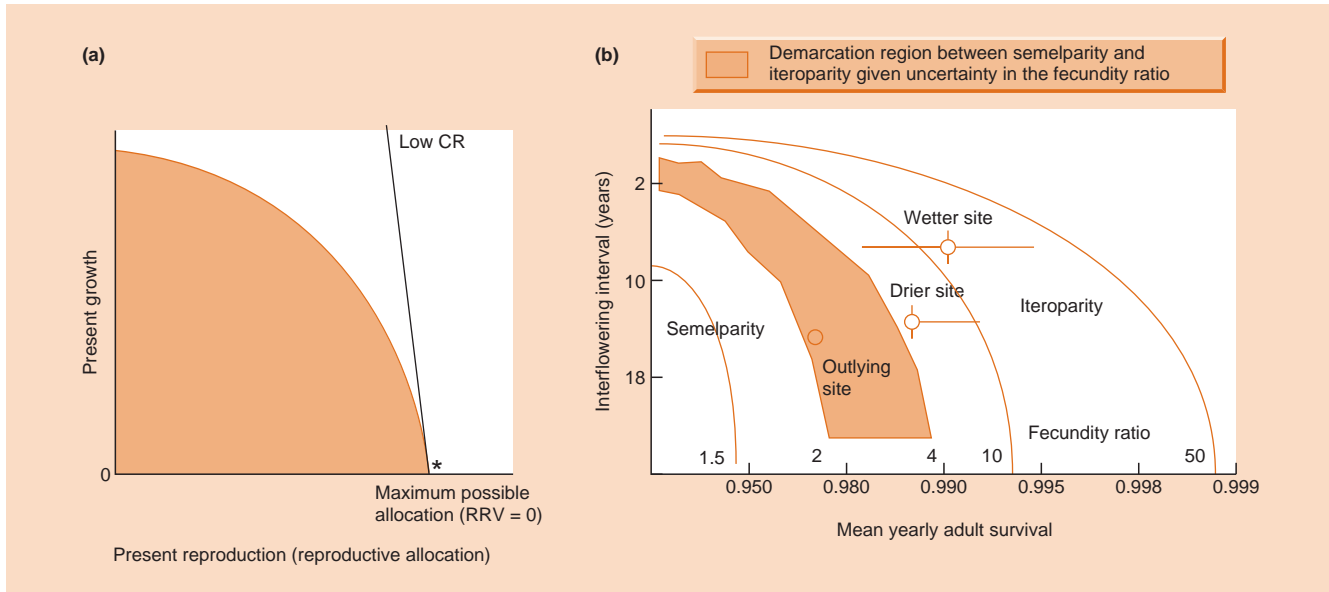 (a)
Low CR
Present growth
0
*
Maximum possible
allocation (RRV = 0)
Present reproduction (reproductive allocation)
(b)
Demarcation region between semelparity and
iteroparity given uncertainty in the fecundity ratio
Interflowering interval (years)
2
10
18
Wetter site
Drier site
Iteroparity
Semelparity
Outlying
site
Fecundity ratio
1.5
2
4
10
50
0.950
0.980
0.990
0.995
0.998
0.999
Mean yearly adult survival